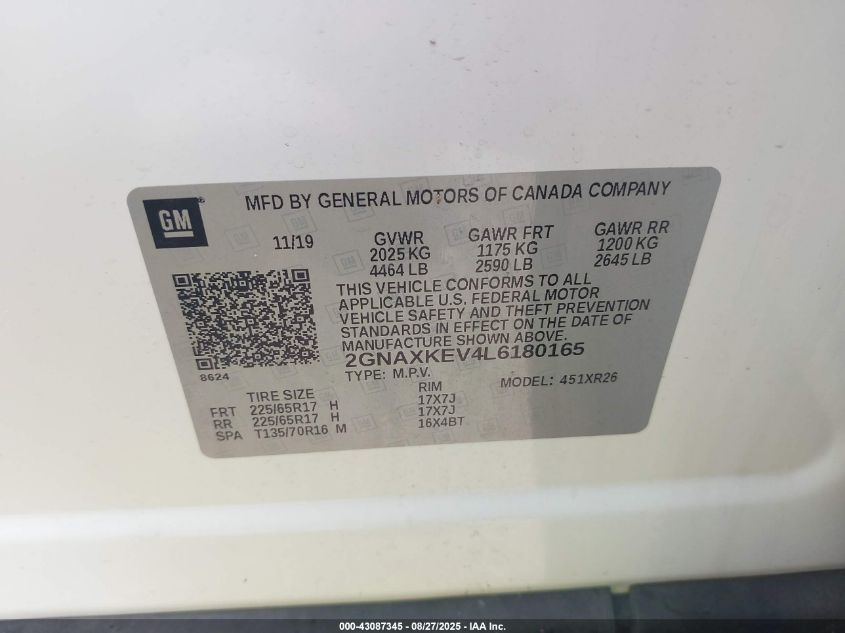 GM
MFD BY GENERAL MOTORS OF CANADA COMPANY
11/19 GVWR GAWR FRT GAWR RR
2025 KG 1175 KG 1200 KG
4464 LB 2590 LB 2645 LB
THIS VEHICLE CONFORMS TO ALL
APPLICABLE U.S. FEDERAL MOTOR
VEHICLE SAFETY AND THEFT PREVENTION
STANDARDS IN EFFECT ON THE DATE OF
MANUFACTURE SHOWN ABOVE.
2GNAXKEV4L6180165
8624
TYPE: M.P.V. MODEL: 451XR26
TIRE SIZE RIM
FRT 225/65R17 H 17X7J
RR 225/65R17 H 17X7J
SPA T135/70R16 M 16X4BT
000-43087345 - 08/27/2025 - IAA Inc.